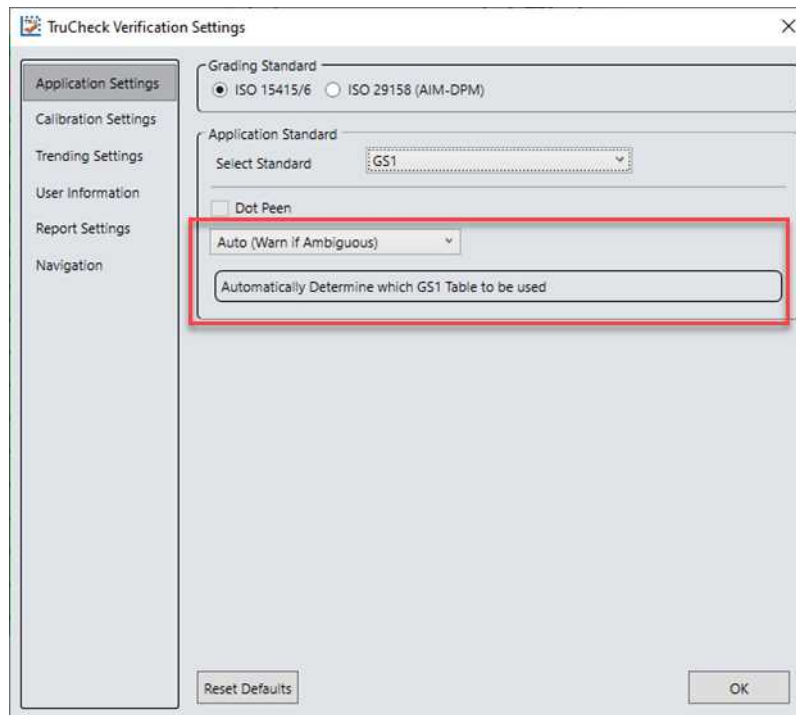 TruCheck Verification Settings
Application Settings
Calibration Settings
Trending Settings
User Information
Report Settings
Navigation
Grading Standard
ISO 15415/6 ISO 29158 (AIM-DPM)
Application Standard
Select Standard GS1
Dot Peen
Auto (Warn if Ambiguous)
Automatically Determine which GS1 Table to be used
Reset Defaults OK